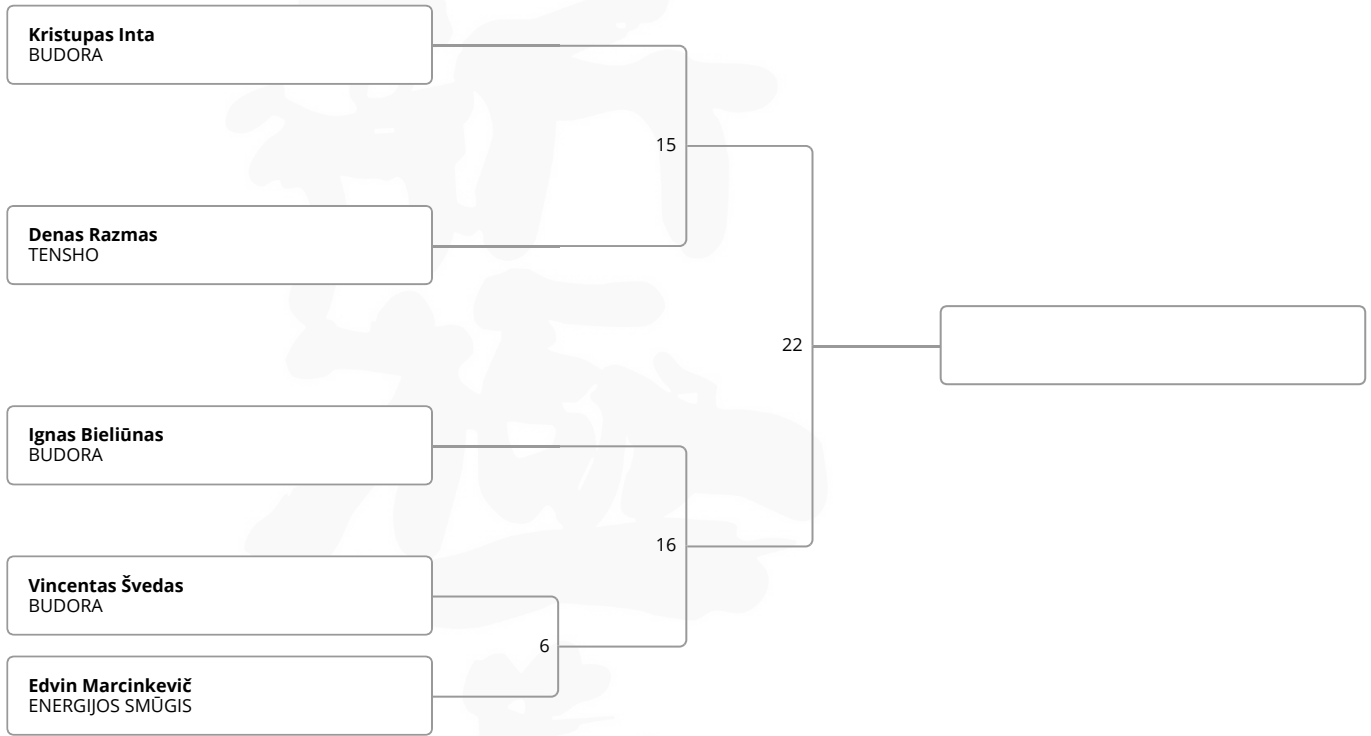 Kristupas Inta
BUDORA
15
Denas Razmas
TENSHO
22
Ignas Bieliūnas
BUDORA
16
Vincentas Švedas
BUDORA
6
Edvin Marcinkevič
ENERGIJOS SMŪGIS